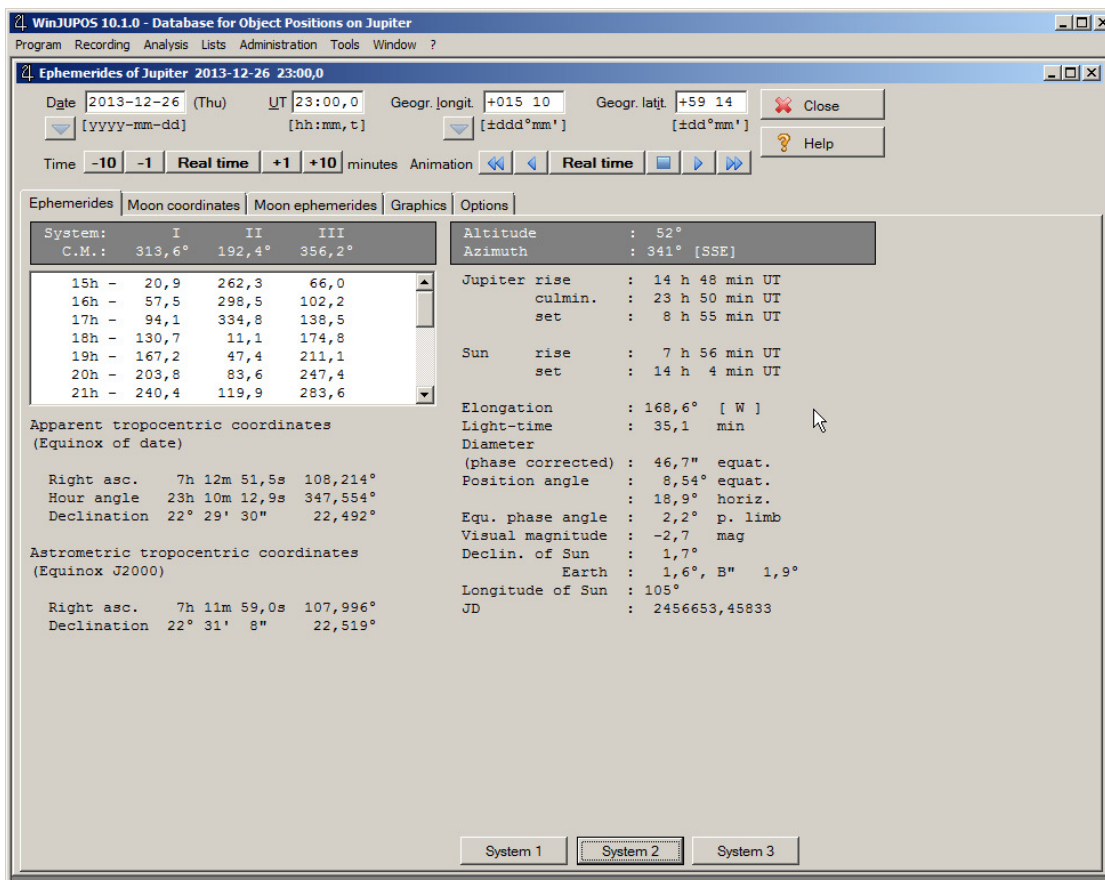 WinJUPOS 10.1.0 - Database for Object Positions on Jupiter
Program Recording Analysis Lists Administration Tools Window ?
Ephemerides of Jupiter 2013-12-26 23:00,0
Date 2013-12-26 (Thu) UT 23:00,0 Geogr. longit. +015 10 Geogr. latit. +59 14 Close
[yyyy-mm-dd] [hh:mm,t] [±ddd°mm'] [±dd°mm'] Help
Time -10 -1 Real time +1 +10 minutes Animation Real time
Ephemerides Moon coordinates Moon ephemerides Graphics Options
System: I II III
C.M.: 313,6° 192,4° 356,2°
15h - 20,9 262,3 66,0
16h - 57,5 298,5 102,2
17h - 94,1 334,8 138,5
18h - 130,7 11,1 174,8
19h - 167,2 47,4 211,1
20h - 203,8 83,6 247,4
21h - 240,4 119,9 283,6
Apparent tropocentric coordinates
(Equinox of date)
Right asc. 7h 12m 51,5s 108,214°
Hour angle 23h 10m 12,9s 347,554°
Declination 22° 29' 30" 22,492°
Astrometric tropocentric coordinates
(Equinox J2000)
Right asc. 7h 11m 59,0s 107,996°
Declination 22° 31' 8" 22,519°
Altitude : 52°
Azimuth : 341° [SSE]
Jupiter rise : 14 h 48 min UT
culmin. : 23 h 50 min UT
set : 8 h 55 min UT
Sun rise : 7 h 56 min UT
set : 14 h 4 min UT
Elongation : 168,6° [ W ]
Light-time : 35,1 min
Diameter
(phase corrected) : 46,7" equat.
Position angle : 8,54° equat.
: 18,9° horiz.
Equ. phase angle : 2,2° p. limb
Visual magnitude : -2,7 mag
Declin. of Sun : 1,7°
Earth : 1,6°, B" 1,9°
Longitude of Sun : 105°
JD : 2456653,45833
System 1 System 2 System 3